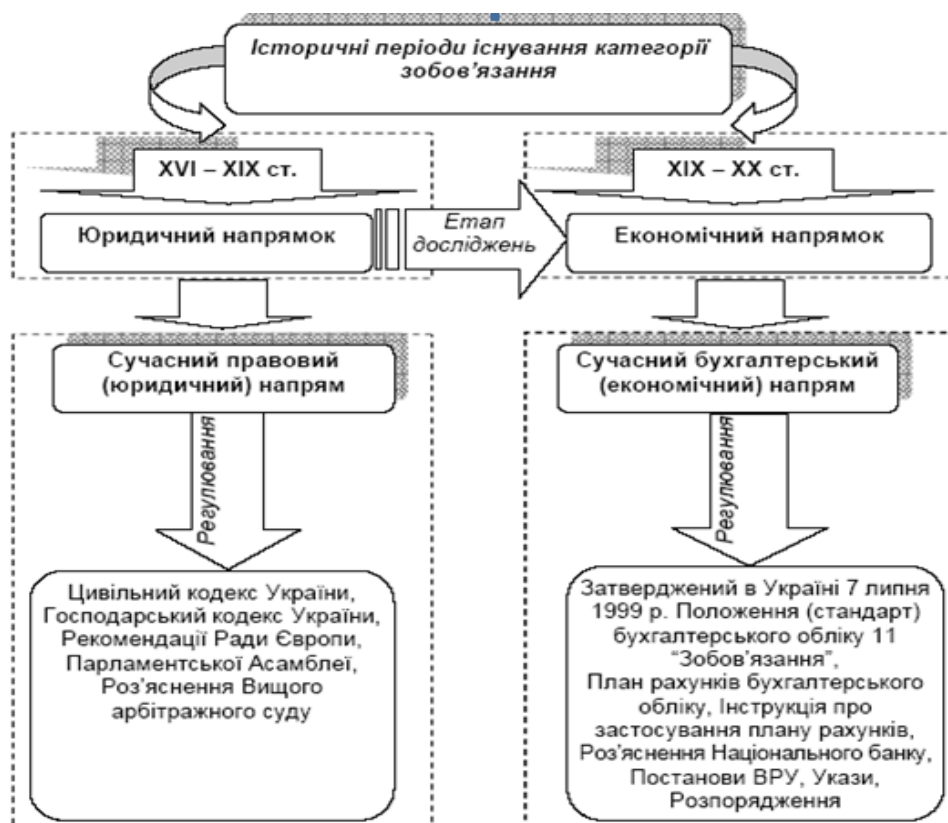 Історичні періоди існування категорії
зобов’язання
XVI – XIX ст.
Юридичний напрямок
Етап
досліджень
XIX – XX ст.
Економічний напрямок
Сучасний правовий
(юридичний) напрям
Регулювання
Цивільний кодекс України,
Господарський кодекс України,
Рекомендації Ради Європи,
Парламентської Асамблеї,
Роз’яснення Вищого
арбітражного суду
Сучасний бухгалтерський
(економічний) напрям
Регулювання
Затверджений в Україні 7 липня
1999 р. Положення (стандарт)
бухгалтерського обліку 11
“Зобов’язання”,
План рахунків бухгалтерського
обліку, Інструкція про
застосування плану рахунків,
Роз’яснення Національного банку,
Постанови ВРУ, Укази,
Розпорядження